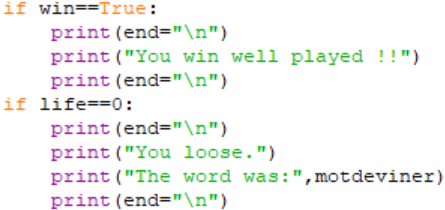 if win==True:
    print(end="\n")
    print("You win well played !!")
    print(end="\n")
if life==0:
    print(end="\n")
    print("You loose.")
    print("The word was:",motdeviner)
    print(end="\n")